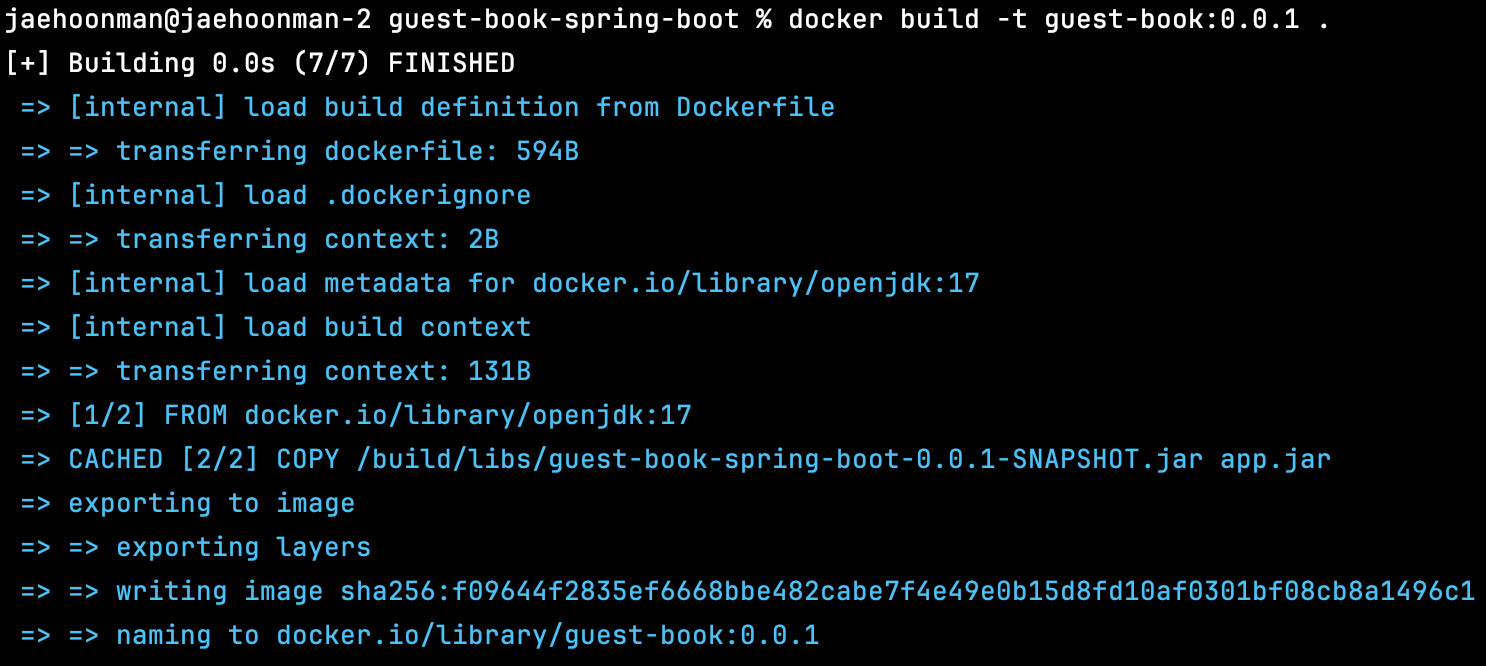 jaehoonman@jaehoonman-2 guest-book-spring-boot % docker build -t guest-book:0.0.1 .
[+] Building 0.0s (7/7) FINISHED
=> [internal] load build definition from Dockerfile
=> => transferring dockerfile: 594B
=> [internal] load .dockerignore
=> => transferring context: 2B
=> [internal] load metadata for docker.io/library/openjdk:17
=> [internal] load build context
=> => transferring context: 131B
=> [1/2] FROM docker.io/library/openjdk:17
=> CACHED [2/2] COPY /build/libs/guest-book-spring-boot-0.0.1-SNAPSHOT.jar app.jar
=> exporting to image
=> => exporting layers
=> => writing image sha256:f09644f2835ef6668bbe482cabe7f4e49e0b15d8fd10af0301bf08cb8a1496c1
=> => naming to docker.io/library/guest-book:0.0.1